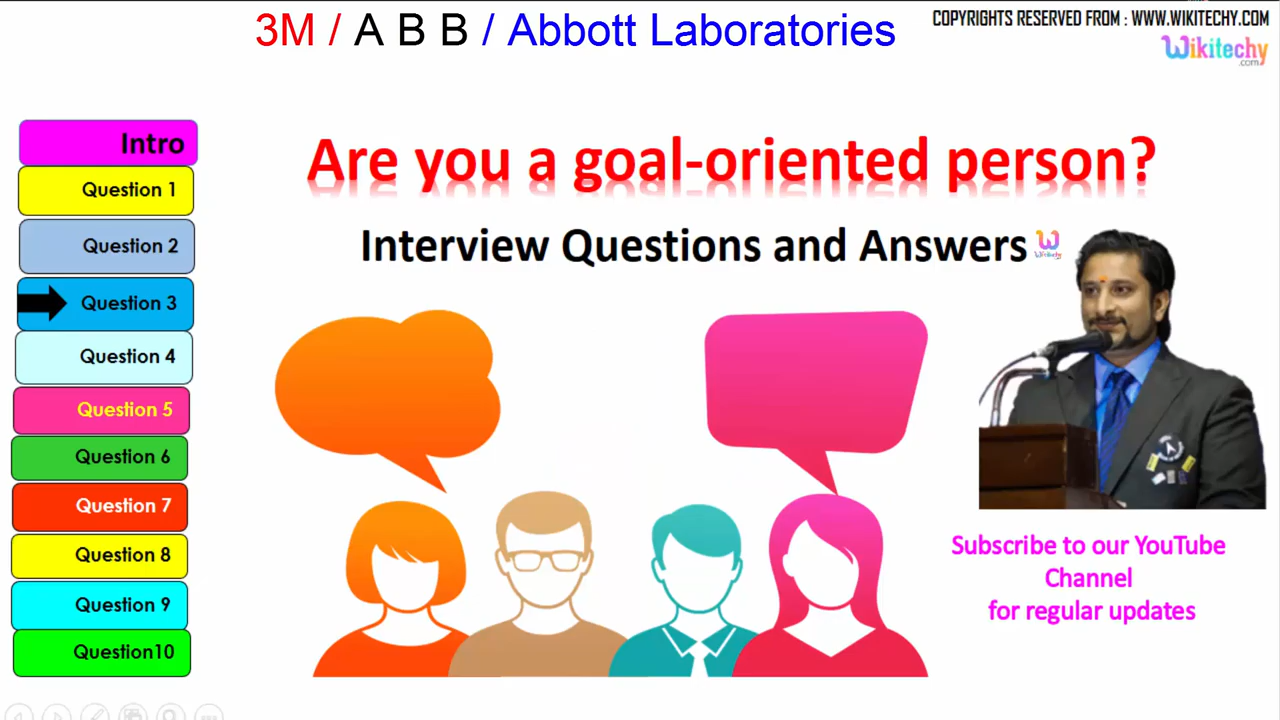 3M / A B B / Abbott Laboratories
COPYRIGHTS RESERVED FROM : WWW.WIKITECHY.COM
Wikitechy
.com
Intro
Question 1
Question 2
Question 3
Question 4
Question 5
Question 6
Question 7
Question 8
Question 9
Question10
Are you a goal-oriented person?
Interview Questions and Answers
Wikitechy
Subscribe to our YouTube
Channel
for regular updates